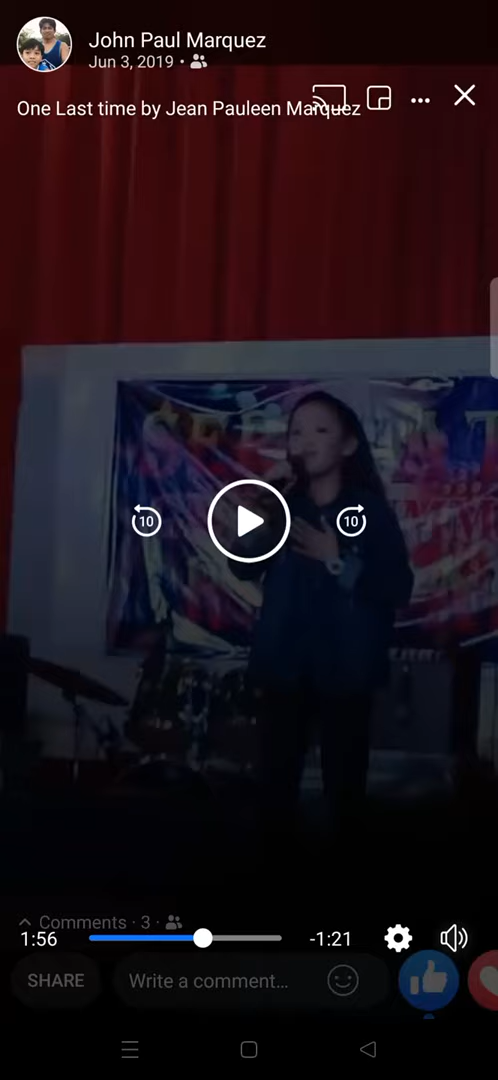 John Paul Marquez
Jun 3, 2019 ·
One Last time by Jean Pauleen Marquez
10
10
Comments · 3 ·
1:56
-1:21
SHARE
Write a comment...